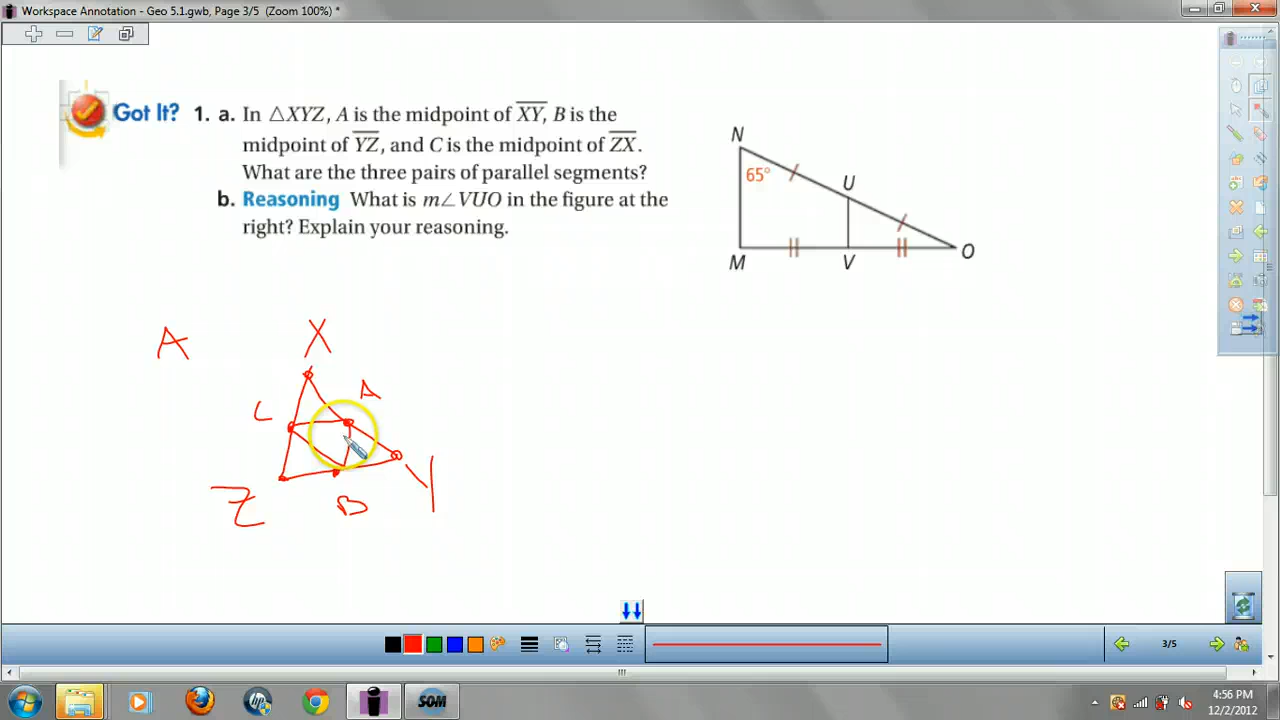 Workspace Annotation - Geo 5.1.gwb, Page 3/5 (Zoom 100%) *
Got It? 1. a. In △XYZ, A is the midpoint of X̅Y̅, B is the
midpoint of Y̅Z̅, and C is the midpoint of Z̅X̅.
What are the three pairs of parallel segments?
b. Reasoning What is m∠VUO in the figure at the
right? Explain your reasoning.
N
65°
U
M
V
O
A
X
A
C
Y
Z
B
3/5
SOM
4:56 PM
12/2/2012